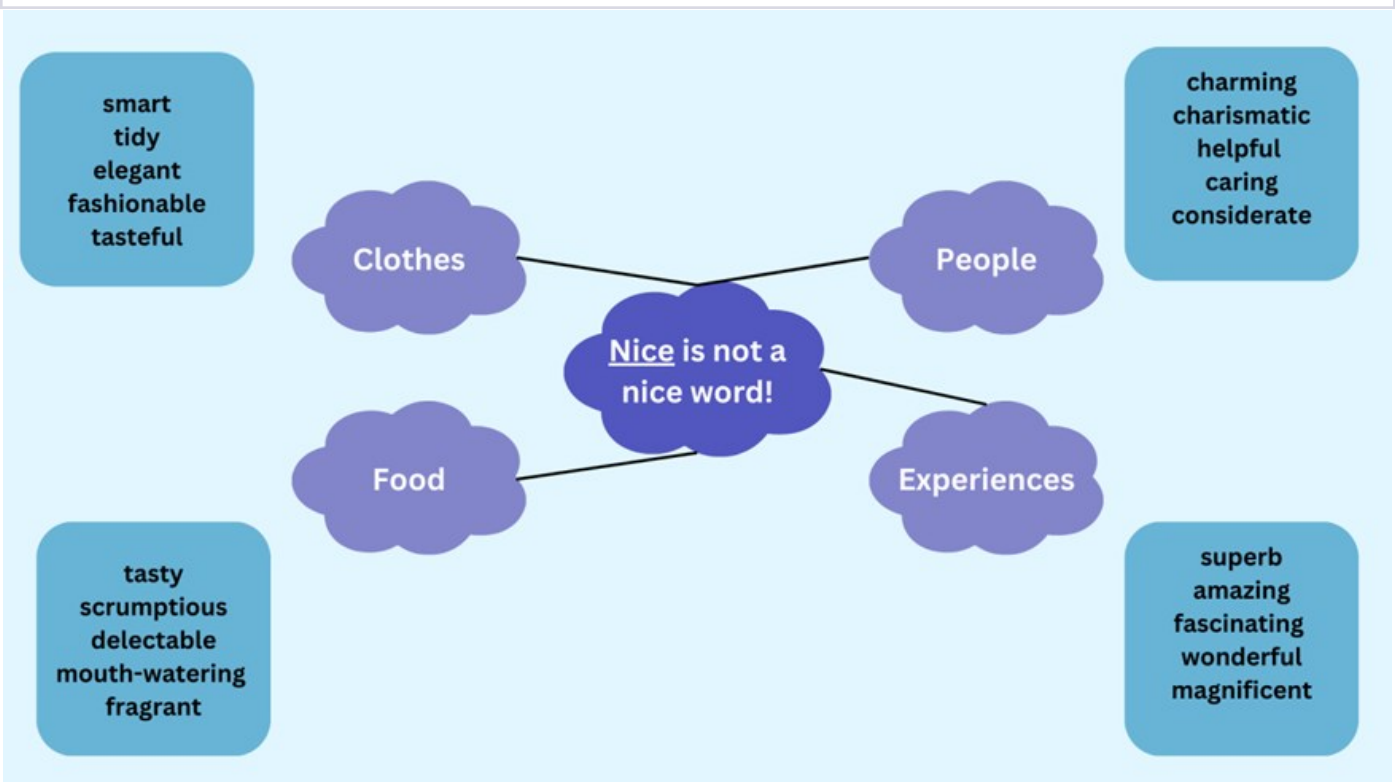 smart
tidy
elegant
fashionable
tasteful
Clothes
charming
charismatic
helpful
caring
considerate
People
Nice is not a
nice word!
Food
tasty
scrumptious
delectable
mouth-watering
fragrant
Experiences
superb
amazing
fascinating
wonderful
magnificent